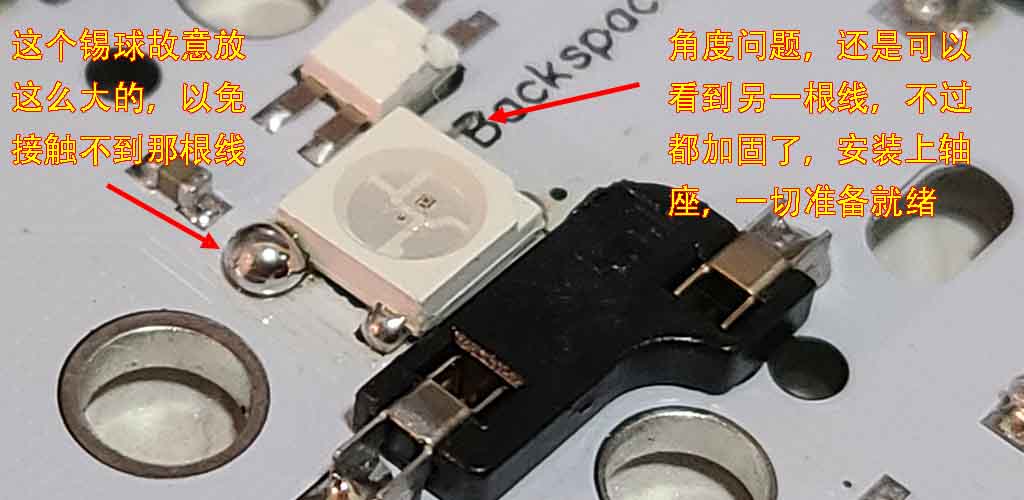 这个锡球故意放
这么大的，以免
接触不到那根线
角度问题，还是可以
看到另一根线，不过
都加固了，安装上轴
座，一切准备就绪
Backspac